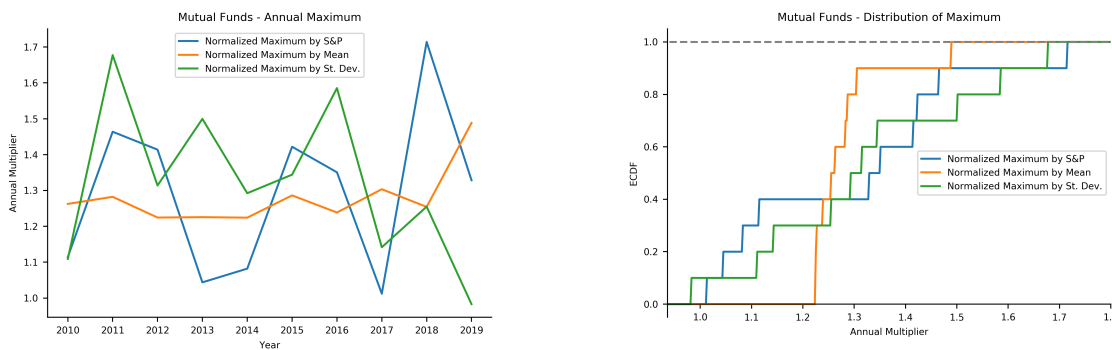 Mutual Funds - Annual Maximum
Normalized Maximum by S&P
Normalized Maximum by Mean
Normalized Maximum by St. Dev.
Annual Multiplier
1.7
1.6
1.5
1.4
1.3
1.2
1.1
1.0
2010 2011 2012 2013 2014 2015 2016 2017 2018 2019
Year
Mutual Funds - Distribution of Maximum
ECDF
1.0
0.8
0.6
0.4
0.2
0.0
Normalized Maximum by S&P
Normalized Maximum by Mean
Normalized Maximum by St. Dev.
1.0 1.1 1.2 1.3 1.4 1.5 1.6 1.7 1.
Annual Multiplier